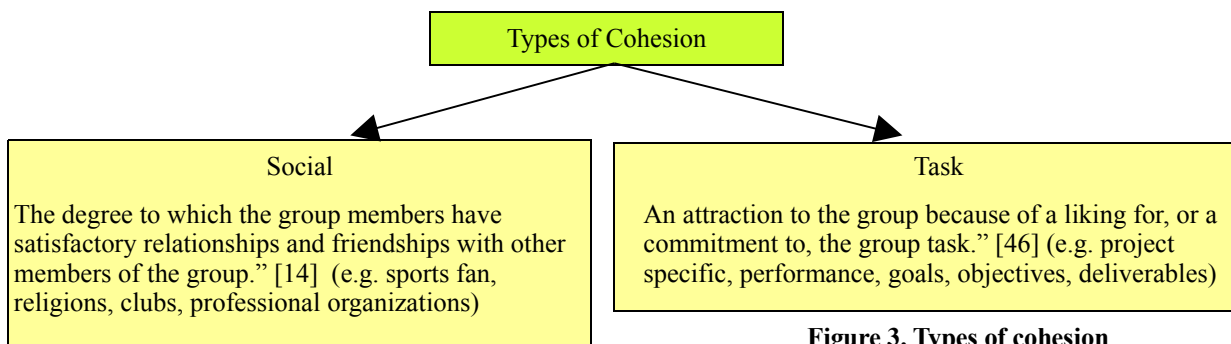 Types of Cohesion
Social
The degree to which the group members have
satisfactory relationships and friendships with other
members of the group.” [14] (e.g. sports fan,
religions, clubs, professional organizations)
Task
An attraction to the group because of a liking for, or a
commitment to, the group task.” [46] (e.g. project
specific, performance, goals, objectives, deliverables)
Figure 3. Types of cohesion